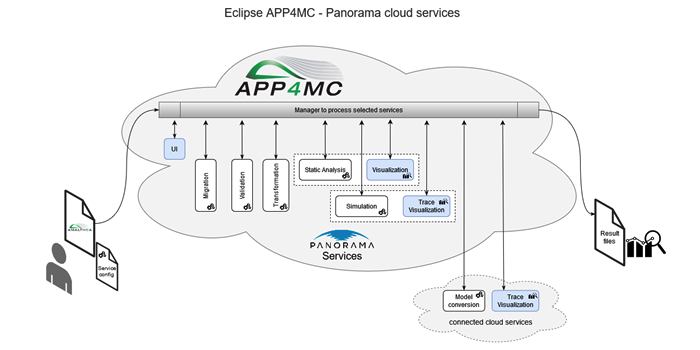 Eclipse APP4MC - Panorama cloud services
APP4MC
Manager to process selected services
UI
Migration
Validation
Transformation
Static Analysis
Visualization
Simulation
Trace
Visualization
AMALTHEA
Service
config
PANORAMA
Services
Result
files
Model
conversion
Trace
Visualization
connected cloud services